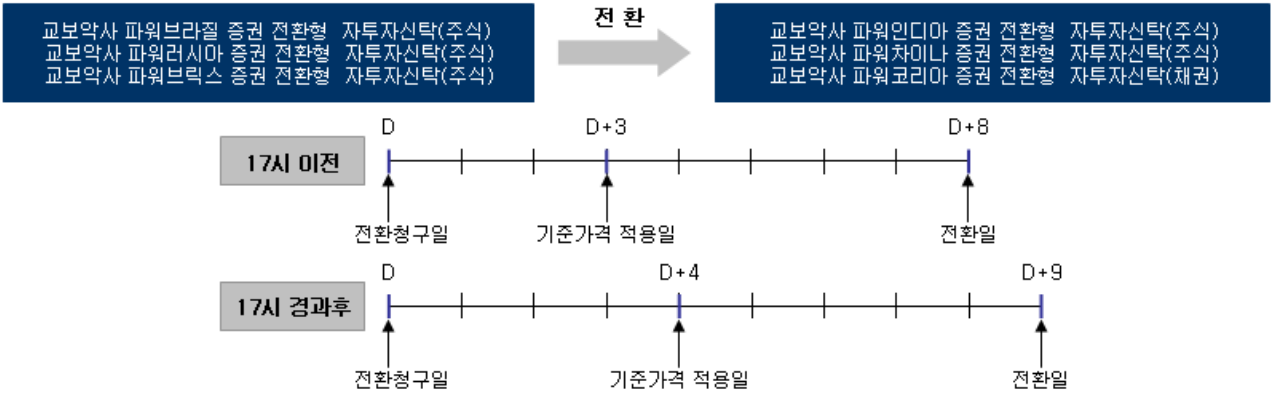 교보악사 파워브라질 증권 전환형 자투자신탁(주식)
교보악사 파워러시아 증권 전환형 자투자신탁(주식)
교보악사 파워브릭스 증권 전환형 자투자신탁(주식)
전 환
교보악사 파워인디아 증권 전환형 자투자신탁(주식)
교보악사 파워차이나 증권 전환형 자투자신탁(주식)
교보악사 파워코리아 증권 전환형 자투자신탁(채권)
D D+3 D+8
17시 이전
전환청구일 기준가격 적용일 전환일
D D+4 D+9
17시 경과후
전환청구일 기준가격 적용일 전환일